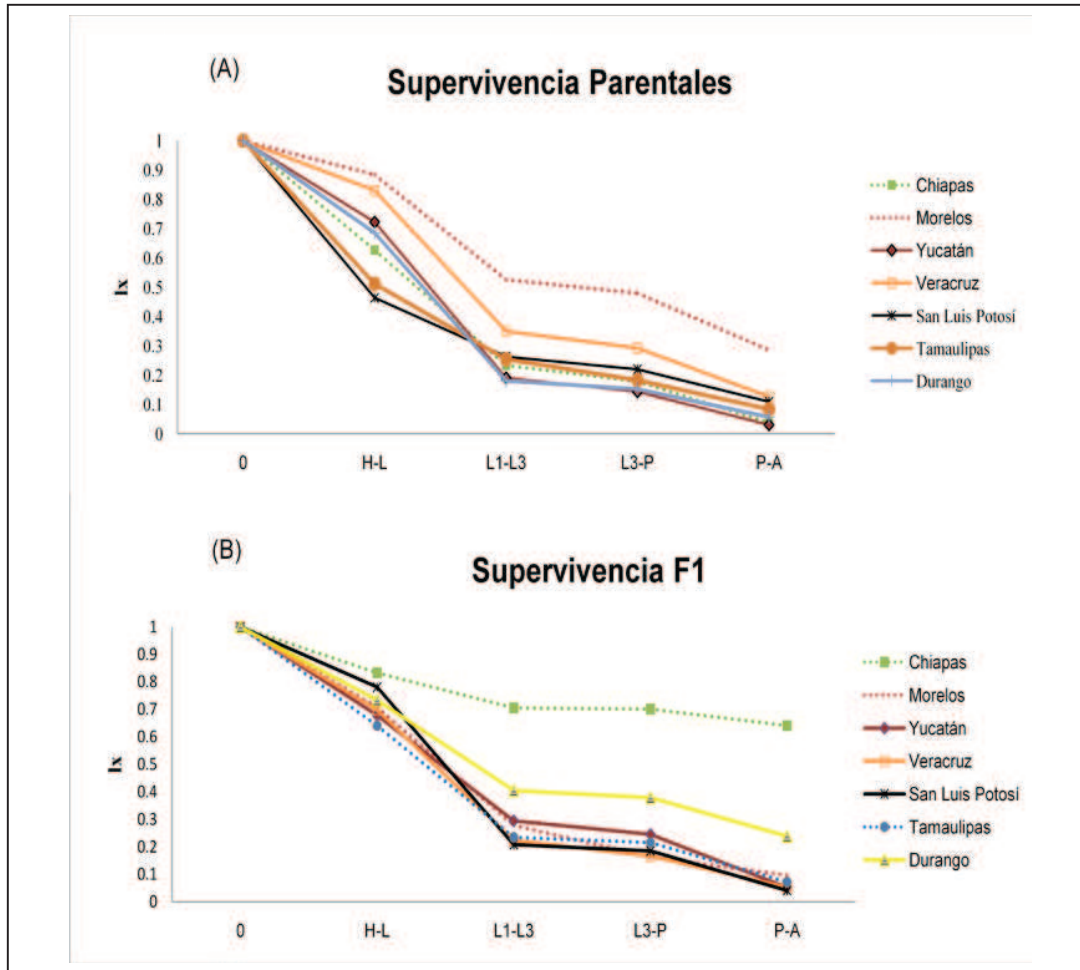 (A)
Supervivencia Parentales
1
0.9
0.8
0.7
0.6
0.5
0.4
0.3
0.2
0.1
0
lx
0 H-L L1-L3 L3-P P-A
Chiapas
Morelos
Yucatán
Veracruz
San Luis Potosí
Tamaulipas
Durango
(B)
Supervivencia F1
1
0.9
0.8
0.7
0.6
0.5
0.4
0.3
0.2
0.1
0
lx
0 H-L L1-L3 L3-P P-A
Chiapas
Morelos
Yucatán
Veracruz
San Luis Potosí
Tamaulipas
Durango